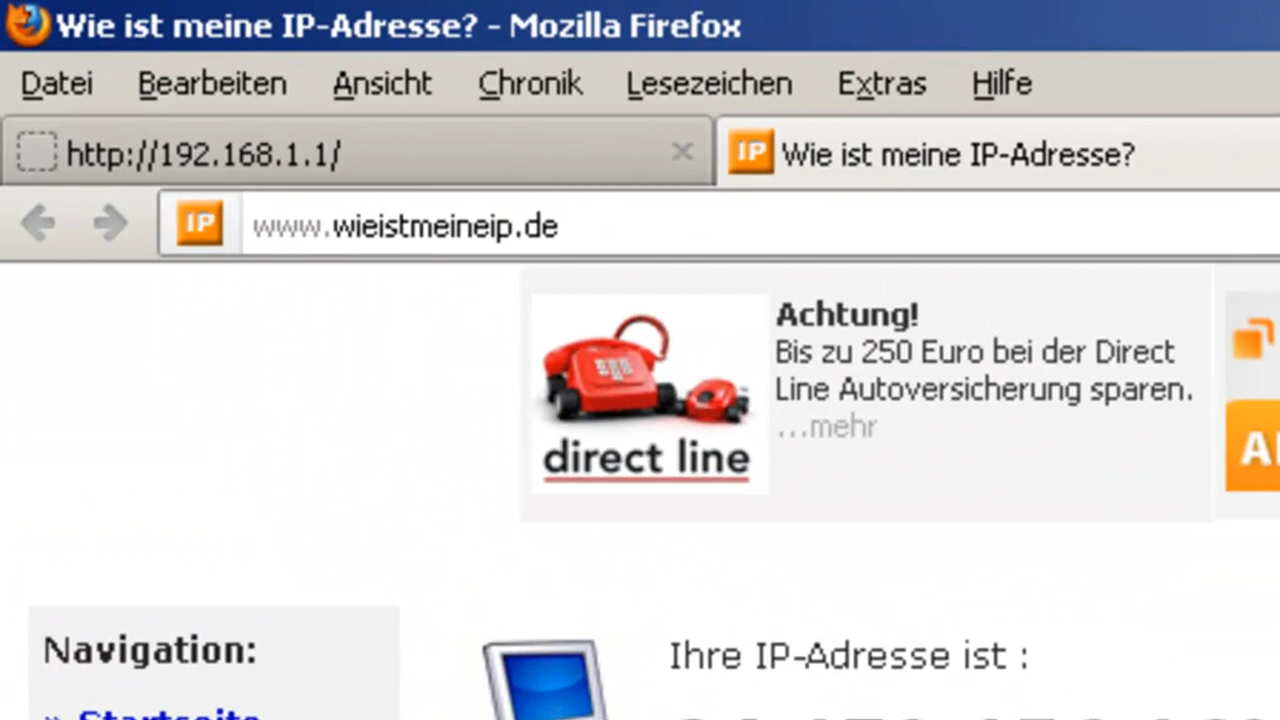 Wie ist meine IP-Adresse? - Mozilla Firefox
Datei Bearbeiten Ansicht Chronik Lesezeichen Extras Hilfe
http://192.168.1.1/ IP Wie ist meine IP-Adresse?
IP www.wieistmeineip.de
Achtung!
Bis zu 250 Euro bei der Direct
Line Autoversicherung sparen.
...mehr
direct line
Navigation:
Ihre IP-Adresse ist :
» Startseite